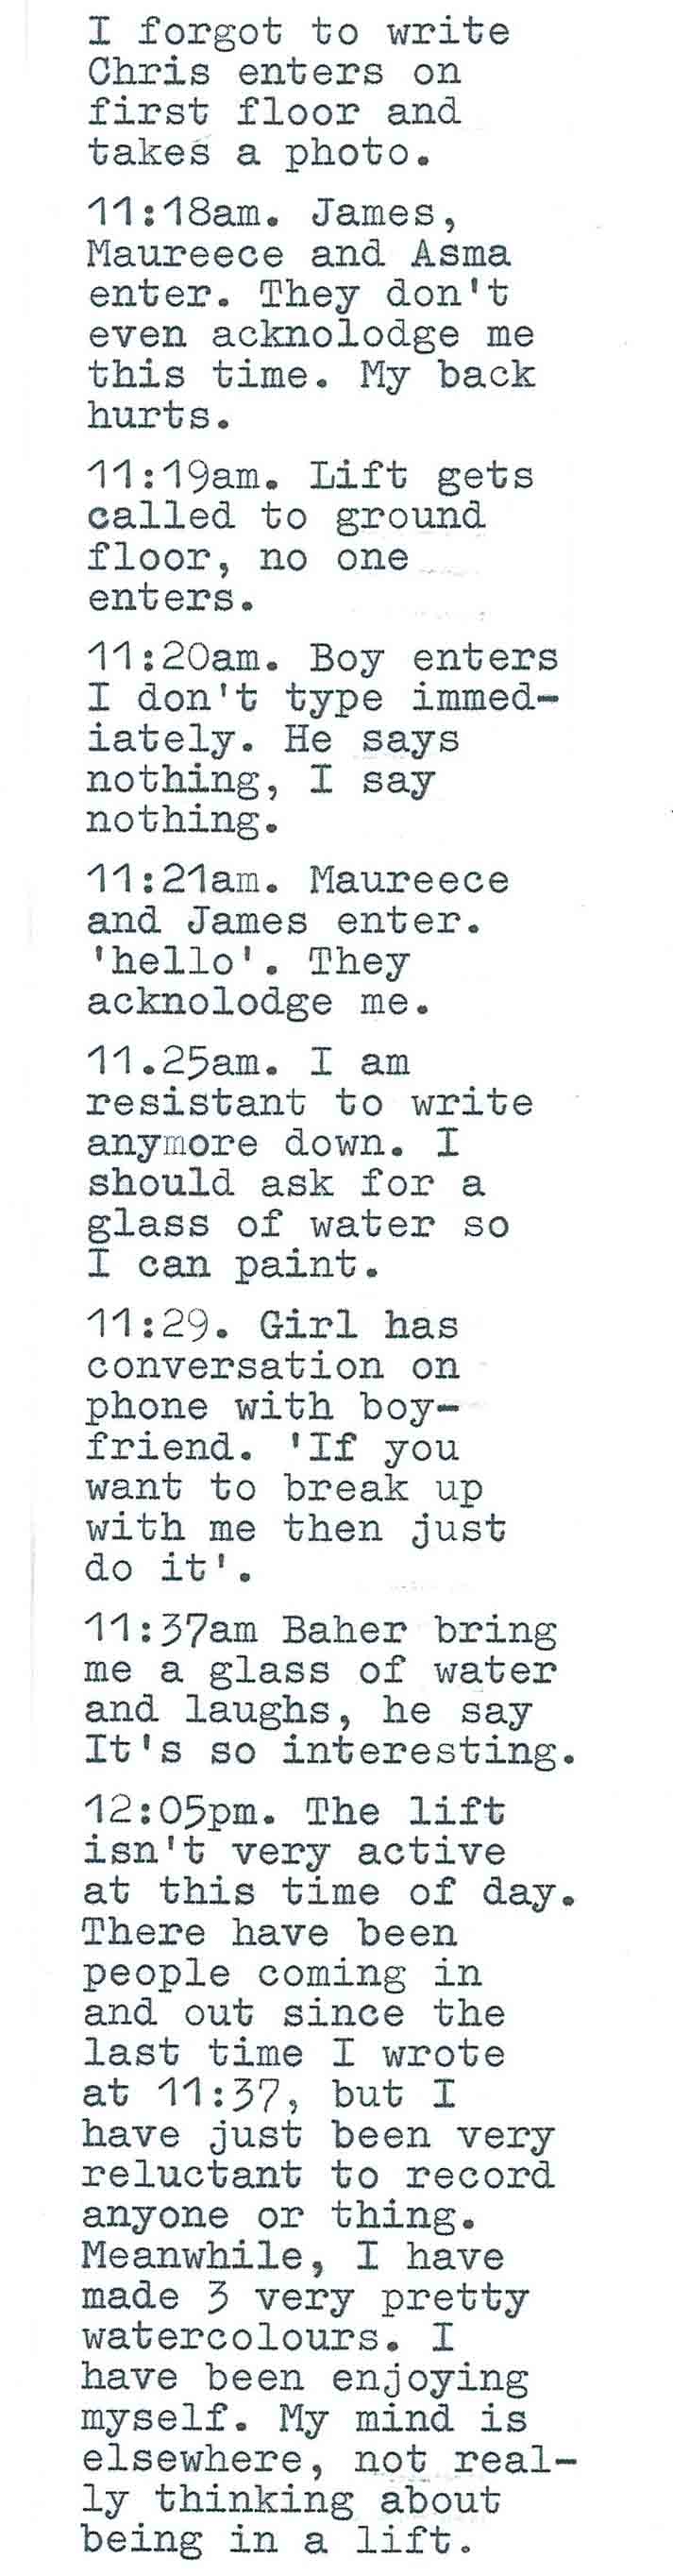 I forgot to write
Chris enters on
first floor and
takes a photo.
11:18am. James,
Maureece and Asma
enter. They don't
even acknolodge me
this time. My back
hurts.
11:19am. Lift gets
called to ground
floor, no one
enters.
11:20am. Boy enters
I don't type immed-
iately. He says
nothing, I say
nothing.
11:21am. Maureece
and James enter.
'hello'. They
acknolodge me.
11.25am. I am
resistant to write
anymore down. I
should ask for a
glass of water so
I can paint.
11:29. Girl has
conversation on
phone with boy-
friend. 'If you
want to break up
with me then just
do it'.
11:37am Baher bring
me a glass of water
and laughs, he say
It's so interesting.
12:05pm. The lift
isn't very active
at this time of day.
There have been
people coming in
and out since the
last time I wrote
at 11:37, but I
have just been very
reluctant to record
anyone or thing.
Meanwhile, I have
made 3 very pretty
watercolours. I
have been enjoying
myself. My mind is
elsewhere, not real-
ly thinking about
being in a lift.